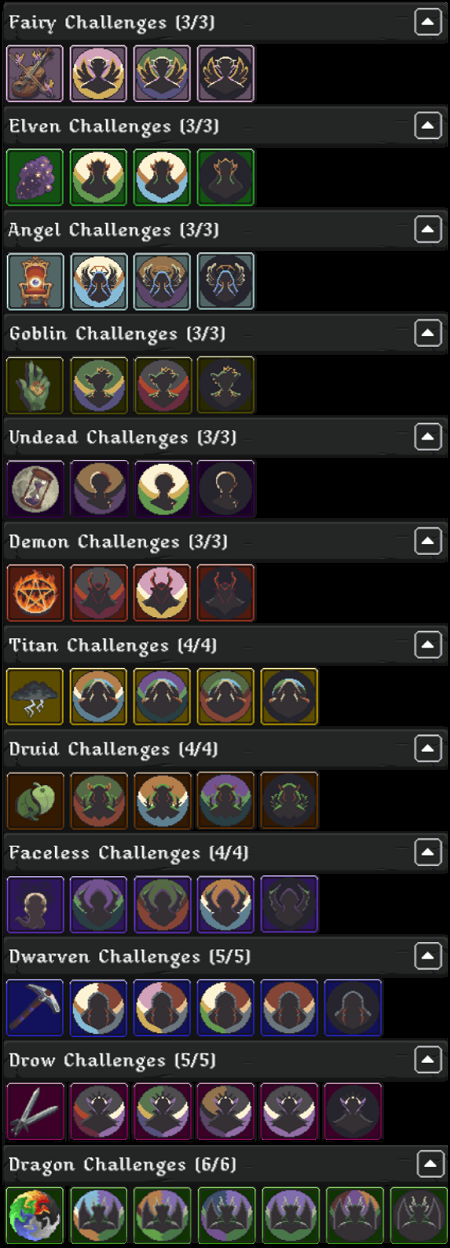 Fairy Challenges (3/3)
Elven Challenges (3/3)
Angel Challenges (3/3)
Goblin Challenges (3/3)
Undead Challenges (3/3)
Demon Challenges (3/3)
Titan Challenges (4/4)
Druid Challenges (4/4)
Faceless Challenges (4/4)
Dwarven Challenges (5/5)
Drow Challenges (5/5)
Dragon Challenges (6/6)